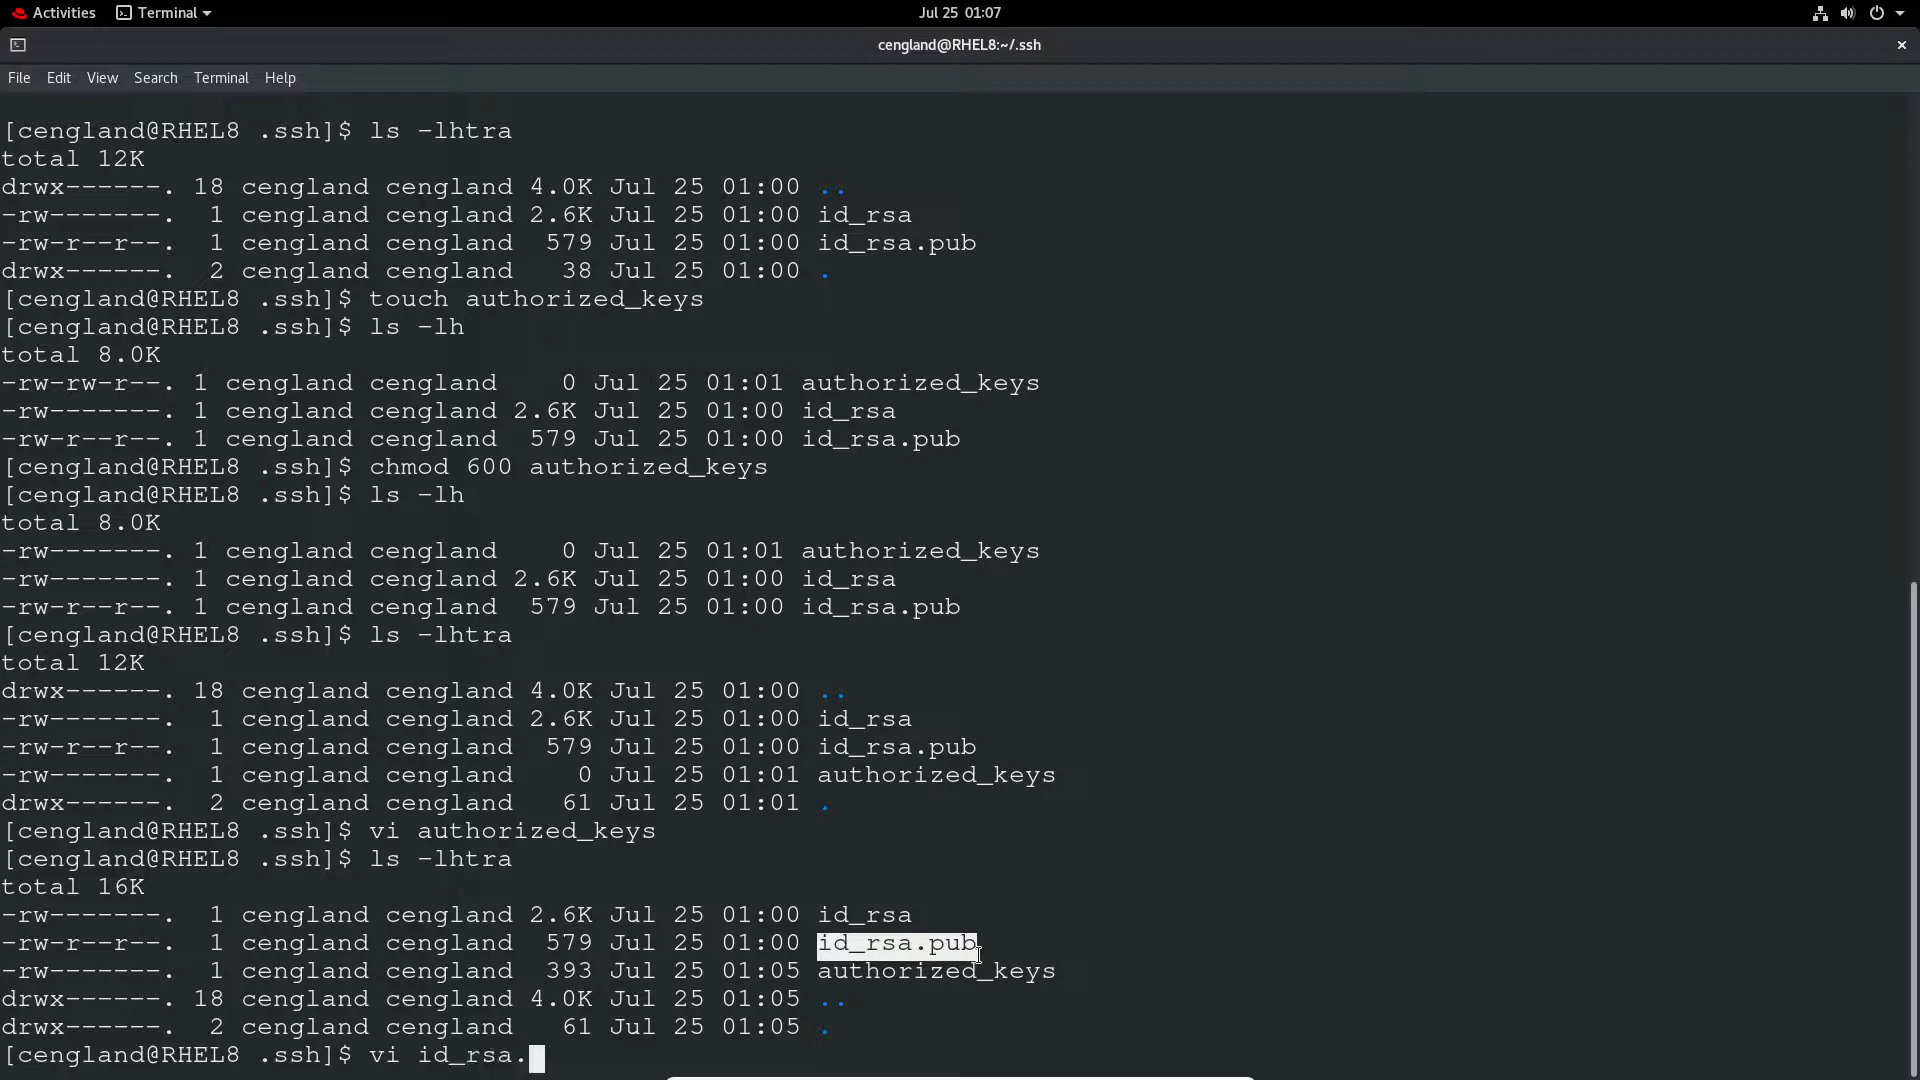 Activities Terminal Jul 25 01:07
cengland@RHEL8:~/.ssh ×
File Edit View Search Terminal Help
[cengland@RHEL8 .ssh]$ ls -lhtra
total 12K
drwx------. 18 cengland cengland 4.0K Jul 25 01:00 ..
-rw-------. 1 cengland cengland 2.6K Jul 25 01:00 id_rsa
-rw-r--r--. 1 cengland cengland 579 Jul 25 01:00 id_rsa.pub
drwx------. 2 cengland cengland 38 Jul 25 01:00 .
[cengland@RHEL8 .ssh]$ touch authorized_keys
[cengland@RHEL8 .ssh]$ ls -lh
total 8.0K
-rw-rw-r--. 1 cengland cengland 0 Jul 25 01:01 authorized_keys
-rw-------. 1 cengland cengland 2.6K Jul 25 01:00 id_rsa
-rw-r--r--. 1 cengland cengland 579 Jul 25 01:00 id_rsa.pub
[cengland@RHEL8 .ssh]$ chmod 600 authorized_keys
[cengland@RHEL8 .ssh]$ ls -lh
total 8.0K
-rw-------. 1 cengland cengland 0 Jul 25 01:01 authorized_keys
-rw-------. 1 cengland cengland 2.6K Jul 25 01:00 id_rsa
-rw-r--r--. 1 cengland cengland 579 Jul 25 01:00 id_rsa.pub
[cengland@RHEL8 .ssh]$ ls -lhtra
total 12K
drwx------. 18 cengland cengland 4.0K Jul 25 01:00 ..
-rw-------. 1 cengland cengland 2.6K Jul 25 01:00 id_rsa
-rw-r--r--. 1 cengland cengland 579 Jul 25 01:00 id_rsa.pub
-rw-------. 1 cengland cengland 0 Jul 25 01:01 authorized_keys
drwx------. 2 cengland cengland 61 Jul 25 01:01 .
[cengland@RHEL8 .ssh]$ vi authorized_keys
[cengland@RHEL8 .ssh]$ ls -lhtra
total 16K
-rw-------. 1 cengland cengland 2.6K Jul 25 01:00 id_rsa
-rw-r--r--. 1 cengland cengland 579 Jul 25 01:00 id_rsa.pub
-rw-------. 1 cengland cengland 393 Jul 25 01:05 authorized_keys
drwx------. 18 cengland cengland 4.0K Jul 25 01:05 ..
drwx------. 2 cengland cengland 61 Jul 25 01:05 .
[cengland@RHEL8 .ssh]$ vi id_rsa.